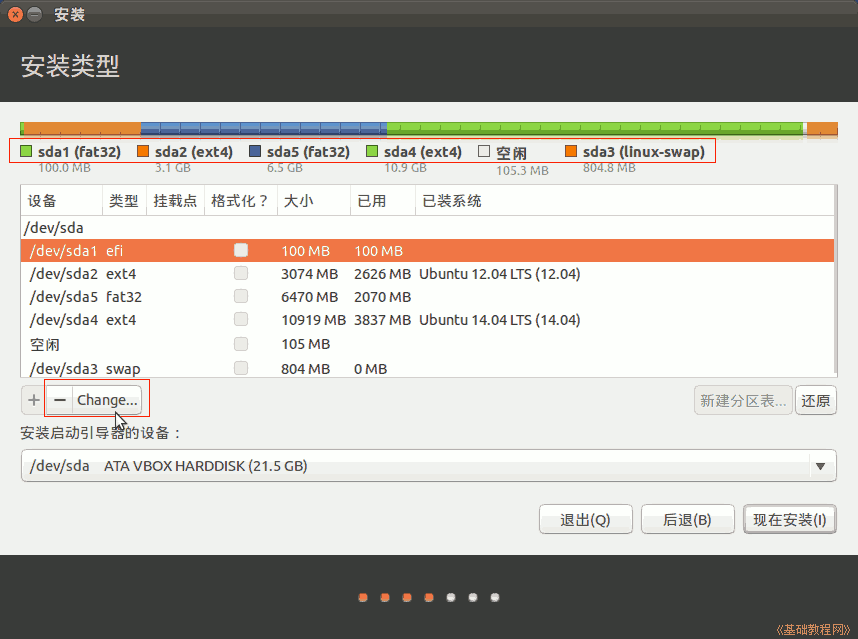 安装
安装类型
sda1 (fat32) sda2 (ext4) sda5 (fat32) sda4 (ext4) 空闲 sda3 (linux-swap)
100.0 MB 3.1 GB 6.5 GB 10.9 GB 105.3 MB 804.8 MB
设备 类型 挂载点 格式化？ 大小 已用 已装系统
/dev/sda
/dev/sda1 efi 100 MB 100 MB
/dev/sda2 ext4 3074 MB 2626 MB Ubuntu 12.04 LTS (12.04)
/dev/sda5 fat32 6470 MB 2070 MB
/dev/sda4 ext4 10919 MB 3837 MB Ubuntu 14.04 LTS (14.04)
空闲 105 MB
/dev/sda3 swap 804 MB 0 MB
+ − Change... 新建分区表... 还原
安装启动引导器的设备：
/dev/sda ATA VBOX HARDDISK (21.5 GB)
退出(Q) 后退(B) 现在安装(I)
《基础教程网》